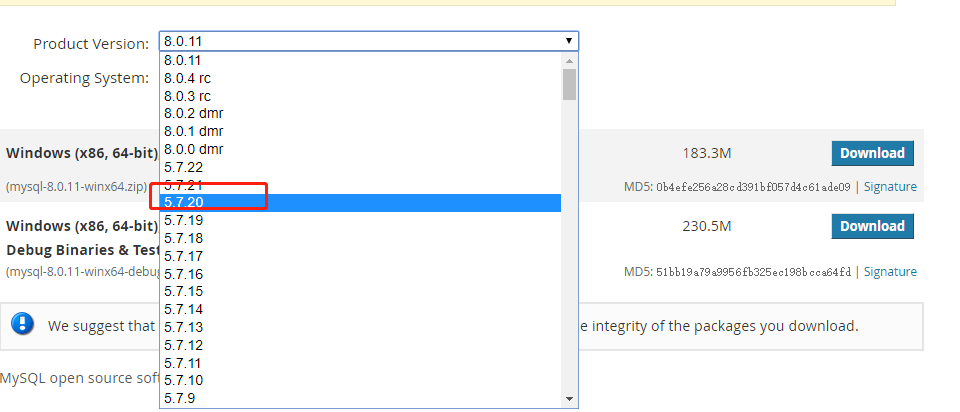 Product Version: 8.0.11
Operating System:
8.0.11
8.0.4 rc
8.0.3 rc
8.0.2 dmr
8.0.1 dmr
8.0.0 dmr
5.7.22
5.7.21
5.7.20
5.7.19
5.7.18
5.7.17
5.7.16
5.7.15
5.7.14
5.7.13
5.7.12
5.7.11
5.7.10
5.7.9
Windows (x86, 64-bit) 183.3M Download
(mysql-8.0.11-winx64.zip) MD5: 0b4efe256a28cd391bf057d4c61ade09 | Signature
Windows (x86, 64-bit) 230.5M Download
Debug Binaries & Test
(mysql-8.0.11-winx64-debug MD5: 51bb19a79a9956fb325ec198bcca64fd | Signature
We suggest that e integrity of the packages you download.
MySQL open source soft